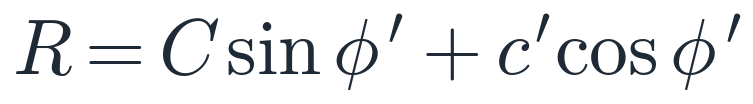 R = C sin ϕ′ + c′ cos ϕ′